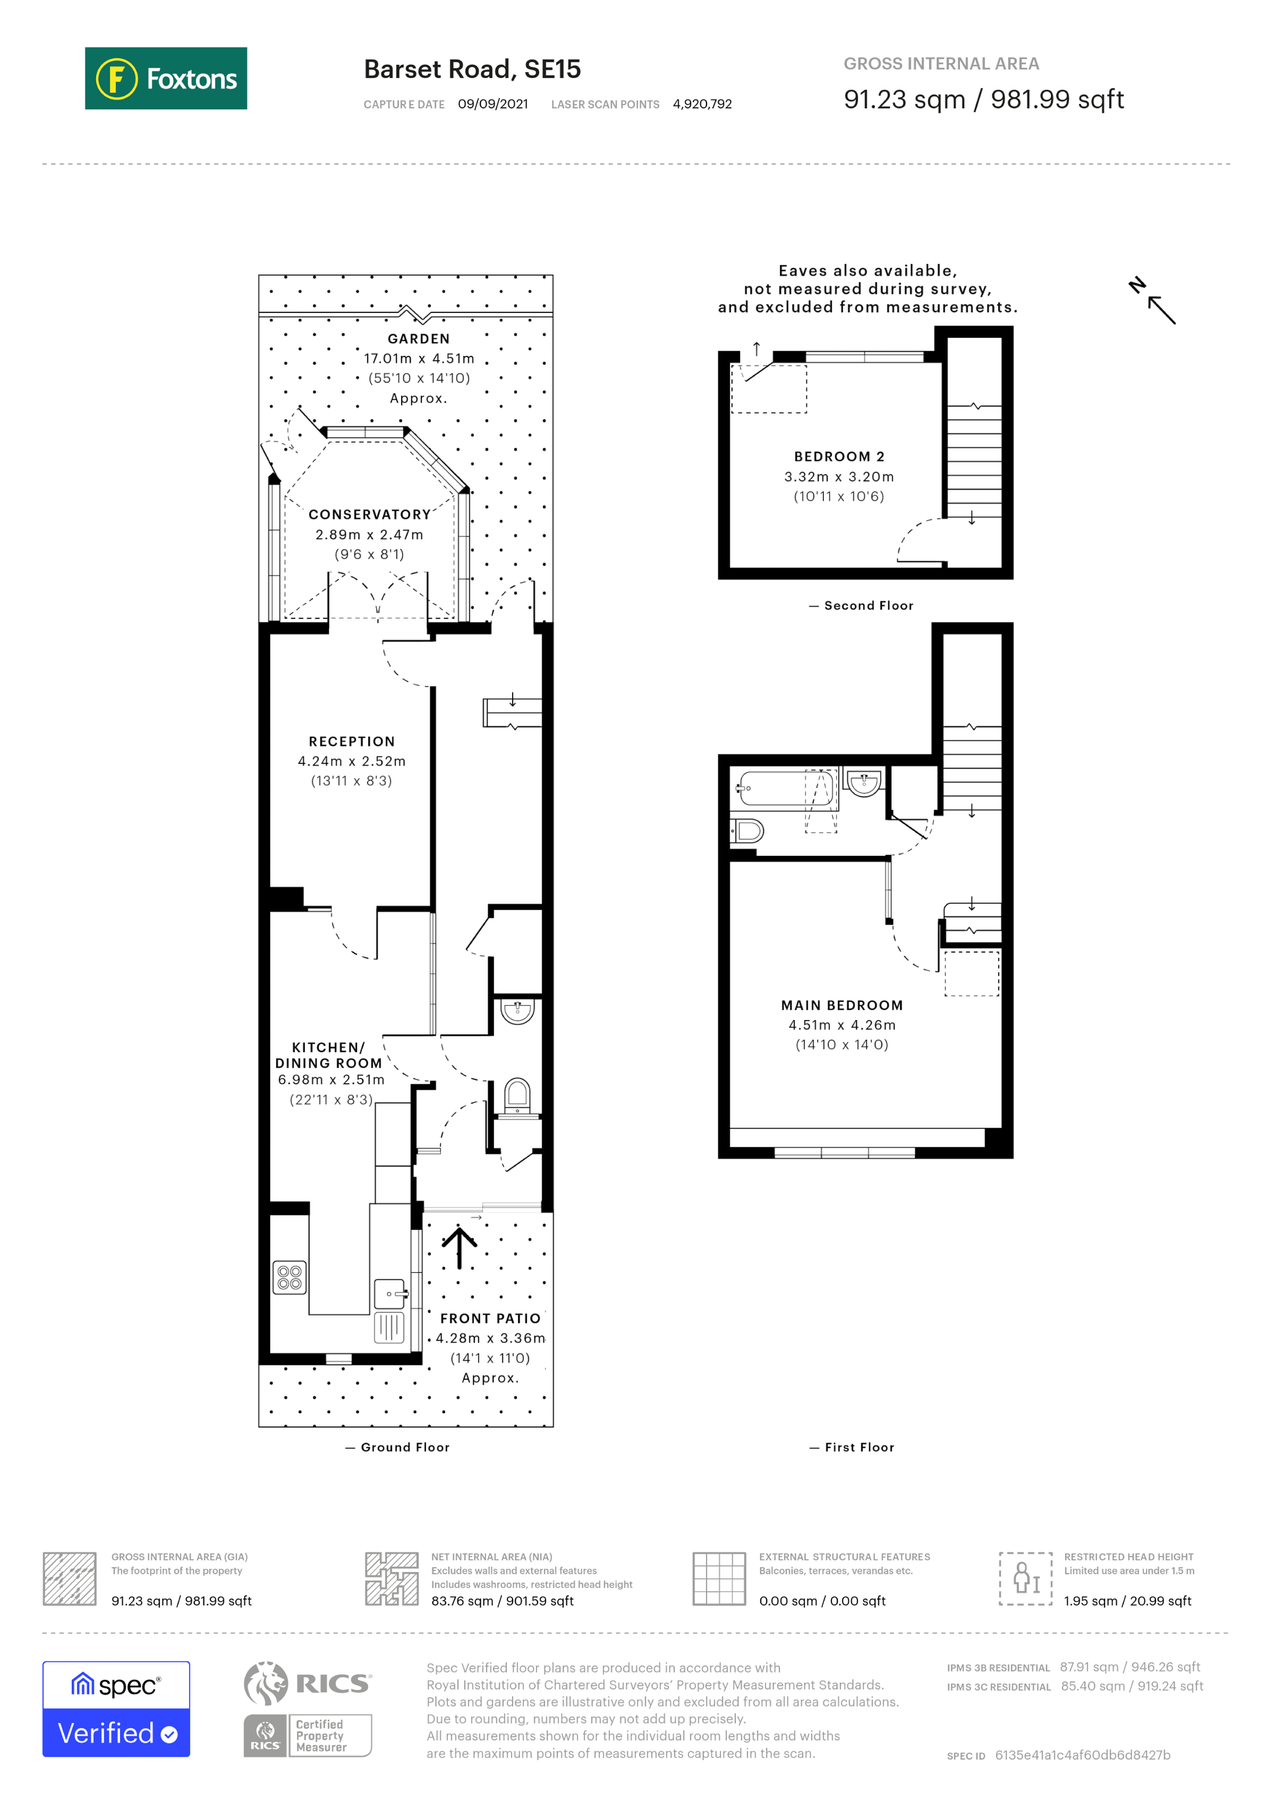 Foxtons
Barset Road, SE15
CAPTURE DATE 09/09/2021 LASER SCAN POINTS 4,920,792
GROSS INTERNAL AREA
91.23 sqm / 981.99 sqft
Eaves also available,
not measured during survey,
and excluded from measurements.
N
GARDEN
17.01m x 4.51m
(55'10 x 14'10)
Approx.
CONSERVATORY
2.89m x 2.47m
(9'6 x 8'1)
BEDROOM 2
3.32m x 3.20m
(10'11 x 10'6)
— Second Floor
RECEPTION
4.24m x 2.52m
(13'11 x 8'3)
MAIN BEDROOM
4.51m x 4.26m
(14'10 x 14'0)
KITCHEN/
DINING ROOM
6.98m x 2.51m
(22'11 x 8'3)
FRONT PATIO
4.28m x 3.36m
(14'1 x 11'0)
Approx.
— Ground Floor
— First Floor
GROSS INTERNAL AREA (GIA)
The footprint of the property
91.23 sqm / 981.99 sqft
NET INTERNAL AREA (NIA)
Excludes walls and external features
Includes washrooms, restricted head height
83.76 sqm / 901.59 sqft
EXTERNAL STRUCTURAL FEATURES
Balconies, terraces, verandas etc.
0.00 sqm / 0.00 sqft
RESTRICTED HEAD HEIGHT
Limited use area under 1.5 m
1.95 sqm / 20.99 sqft
spec®
Verified
RICS®
RICS
Certified
Property
Measurer
Spec Verified floor plans are produced in accordance with
Royal Institution of Chartered Surveyors' Property Measurement Standards.
Plots and gardens are illustrative only and excluded from all area calculations.
Due to rounding, numbers may not add up precisely.
All measurements shown for the individual room lengths and widths
are the maximum points of measurements captured in the scan.
IPMS 3B RESIDENTIAL 87.91 sqm / 946.26 sqft
IPMS 3C RESIDENTIAL 85.40 sqm / 919.24 sqft
SPEC ID 6135e41a1c4af60db6d8427b